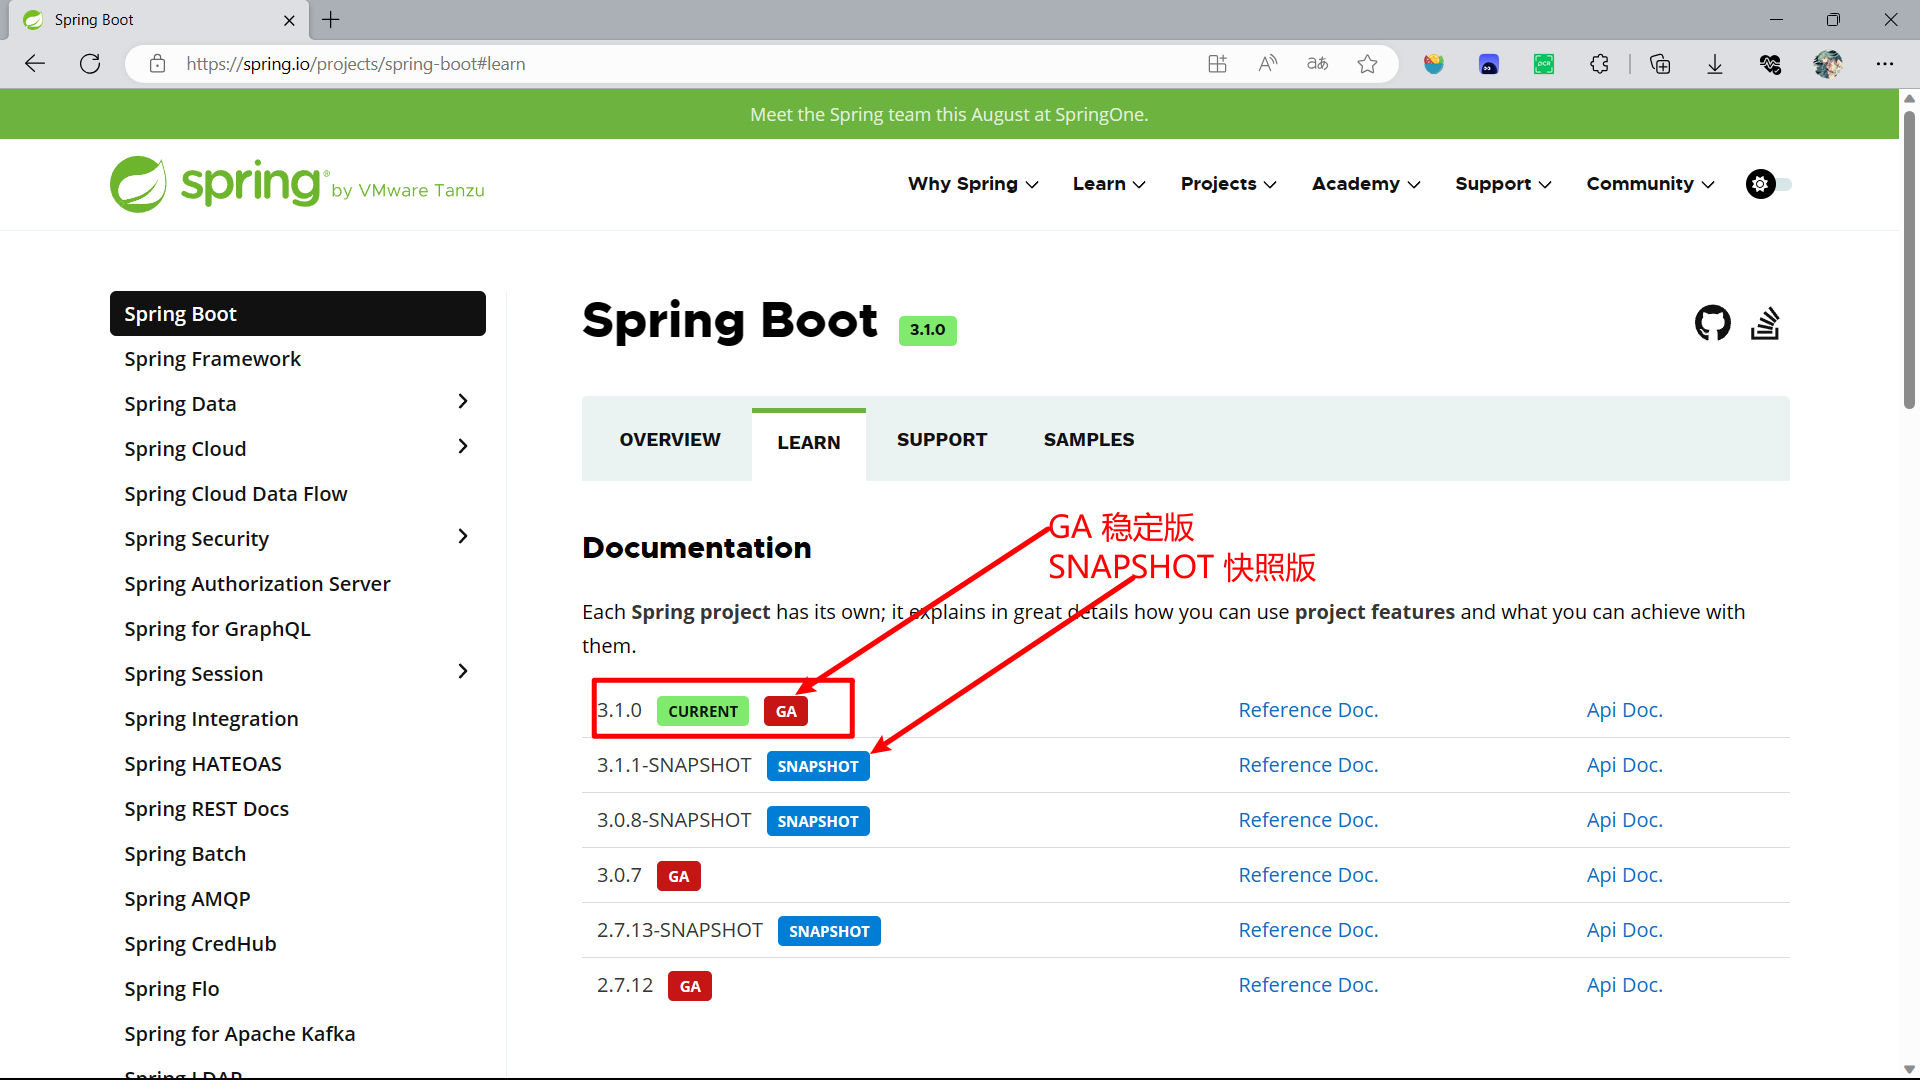 Spring Boot
https://spring.io/projects/spring-boot#learn
Meet the Spring team this August at SpringOne.
spring® by VMware Tanzu
Why Spring
Learn
Projects
Academy
Support
Community
Spring Boot
Spring Framework
Spring Data
Spring Cloud
Spring Cloud Data Flow
Spring Security
Spring Authorization Server
Spring for GraphQL
Spring Session
Spring Integration
Spring HATEOAS
Spring REST Docs
Spring Batch
Spring AMQP
Spring CredHub
Spring Flo
Spring for Apache Kafka
Spring LDAP
Spring Boot 3.1.0
OVERVIEW
LEARN
SUPPORT
SAMPLES
GA 稳定版
SNAPSHOT 快照版
Documentation
Each Spring project has its own; it explains in great details how you can use project features and what you can achieve with
them.
3.1.0 CURRENT GA Reference Doc. Api Doc.
3.1.1-SNAPSHOT SNAPSHOT Reference Doc. Api Doc.
3.0.8-SNAPSHOT SNAPSHOT Reference Doc. Api Doc.
3.0.7 GA Reference Doc. Api Doc.
2.7.13-SNAPSHOT SNAPSHOT Reference Doc. Api Doc.
2.7.12 GA Reference Doc. Api Doc.